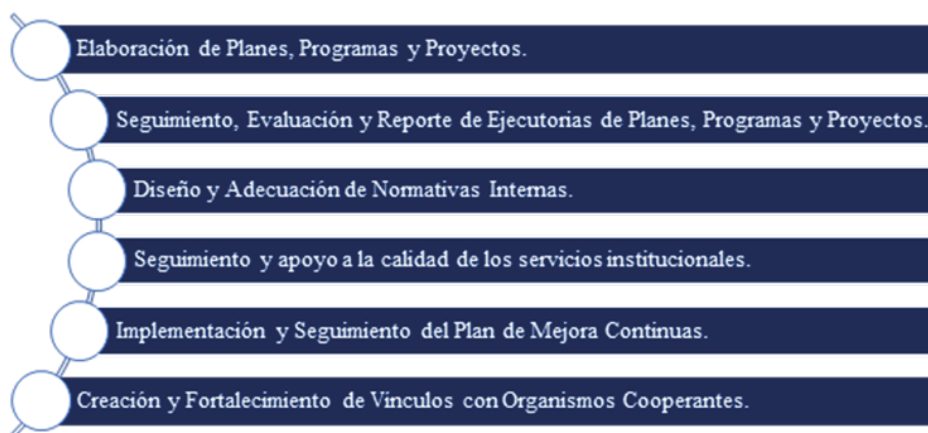 Elaboración de Planes, Programas y Proyectos.
Seguimiento, Evaluación y Reporte de Ejecutorias de Planes, Programas y Proyectos.
Diseño y Adecuación de Normativas Internas.
Seguimiento y apoyo a la calidad de los servicios institucionales.
Implementación y Seguimiento del Plan de Mejora Continuas.
Creación y Fortalecimiento de Vínculos con Organismos Cooperantes.